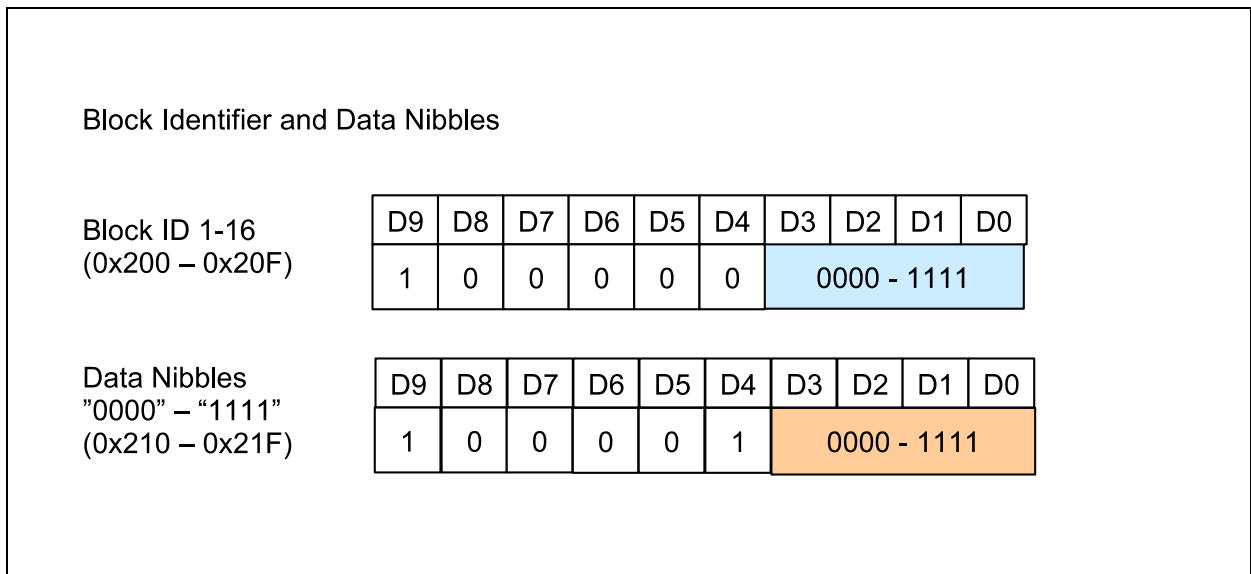 Block Identifier and Data Nibbles
Block ID 1-16
(0x200 – 0x20F)
D9 D8 D7 D6 D5 D4 D3 D2 D1 D0
1 0 0 0 0 0 0000 - 1111
Data Nibbles
”0000” – “1111”
(0x210 – 0x21F)
D9 D8 D7 D6 D5 D4 D3 D2 D1 D0
1 0 0 0 0 1 0000 - 1111